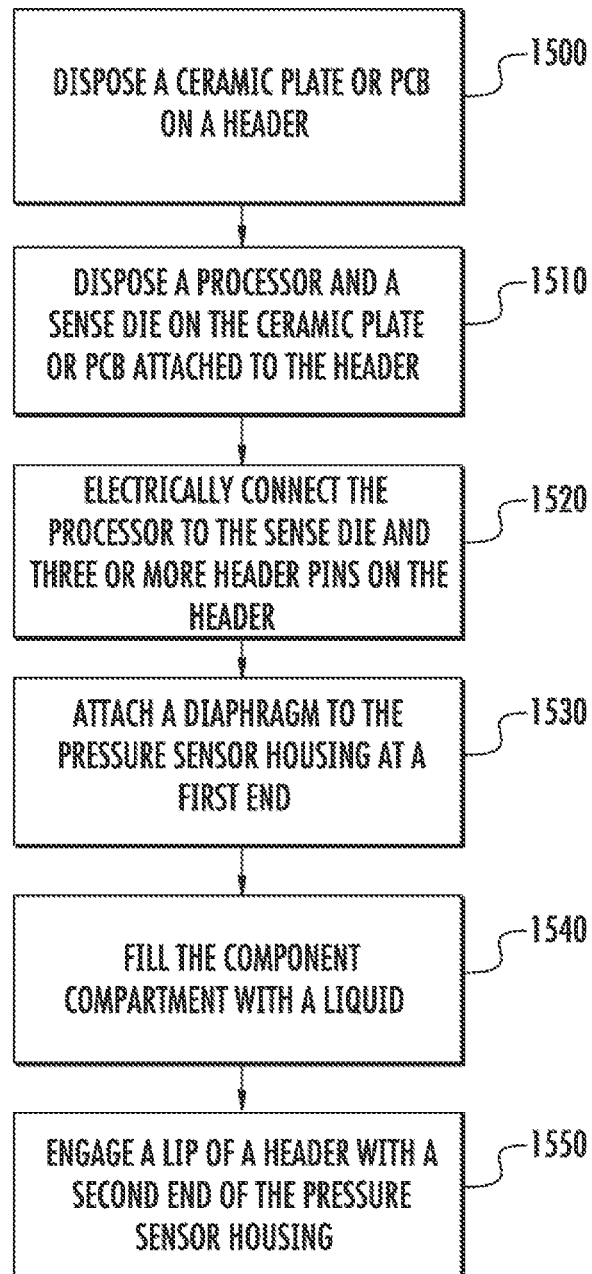 DISPOSE A CERAMIC PLATE OR PCB
ON A HEADER
1500
DISPOSE A PROCESSOR AND A
SENSE DIE ON THE CERAMIC PLATE
OR PCB ATTACHED TO THE HEADER
1510
ELECTRICALLY CONNECT THE
PROCESSOR TO THE SENSE DIE AND
THREE OR MORE HEADER PINS ON THE
HEADER
1520
ATTACH A DIAPHRAGM TO THE
PRESSURE SENSOR HOUSING AT A
FIRST END
1530
FILL THE COMPONENT
COMPARTMENT WITH A LIQUID
1540
ENGAGE A LIP OF A HEADER WITH A
SECOND END OF THE PRESSURE
SENSOR HOUSING
1550